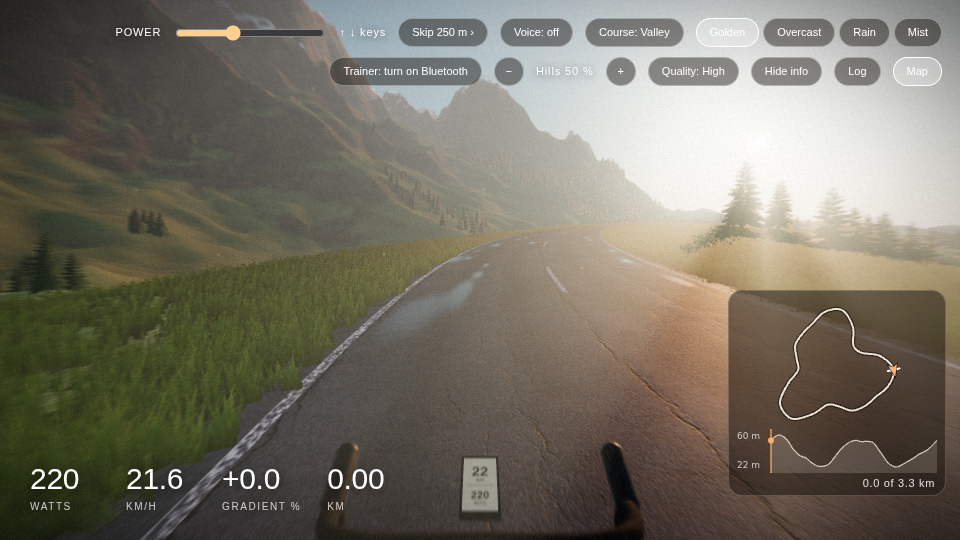 POWER ↑ ↓ keys Skip 250 m › Voice: off Course: Valley Golden Overcast Rain Mist
Trainer: turn on Bluetooth − Hills 50 % + Quality: High Hide info Log Map
60 m
22 m
0.0 of 3.3 km
22
220
220 21.6 +0.0 0.00
WATTS KM/H GRADIENT % KM